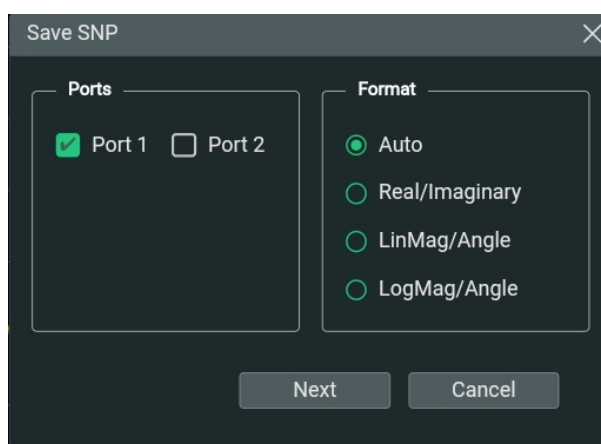 Save SNP
Ports
Port 1 Port 2
Format
Auto
Real/Imaginary
LinMag/Angle
LogMag/Angle
Next Cancel